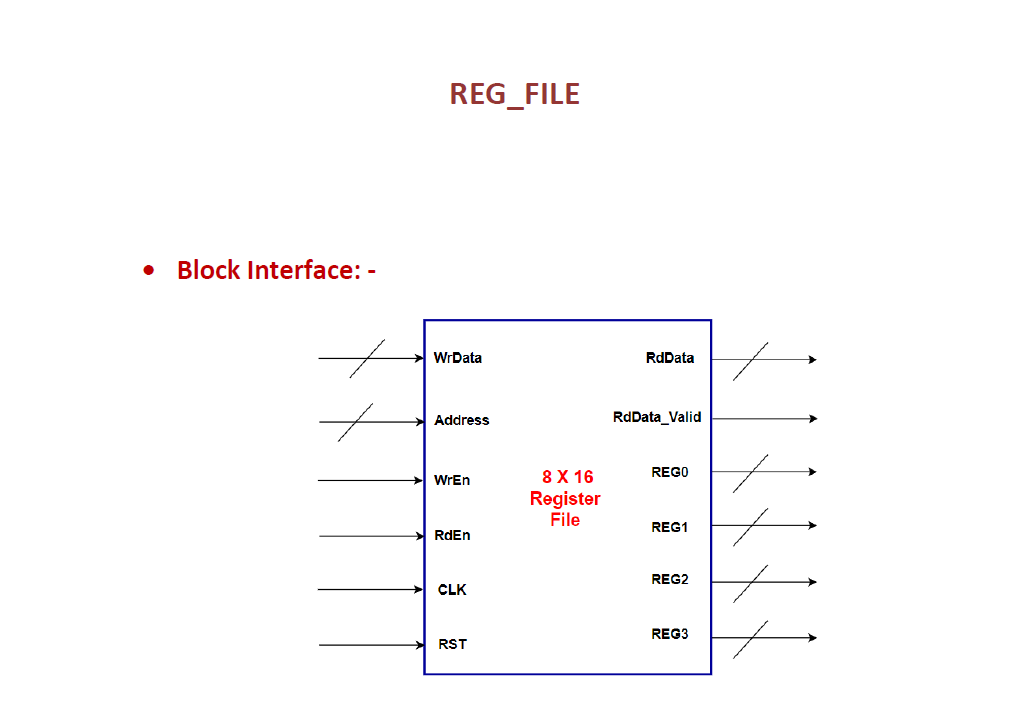 REG_FILE
• Block Interface: -
WrData
Address
WrEn
RdEn
CLK
RST
8 X 16
Register
File
RdData
RdData_Valid
REG0
REG1
REG2
REG3